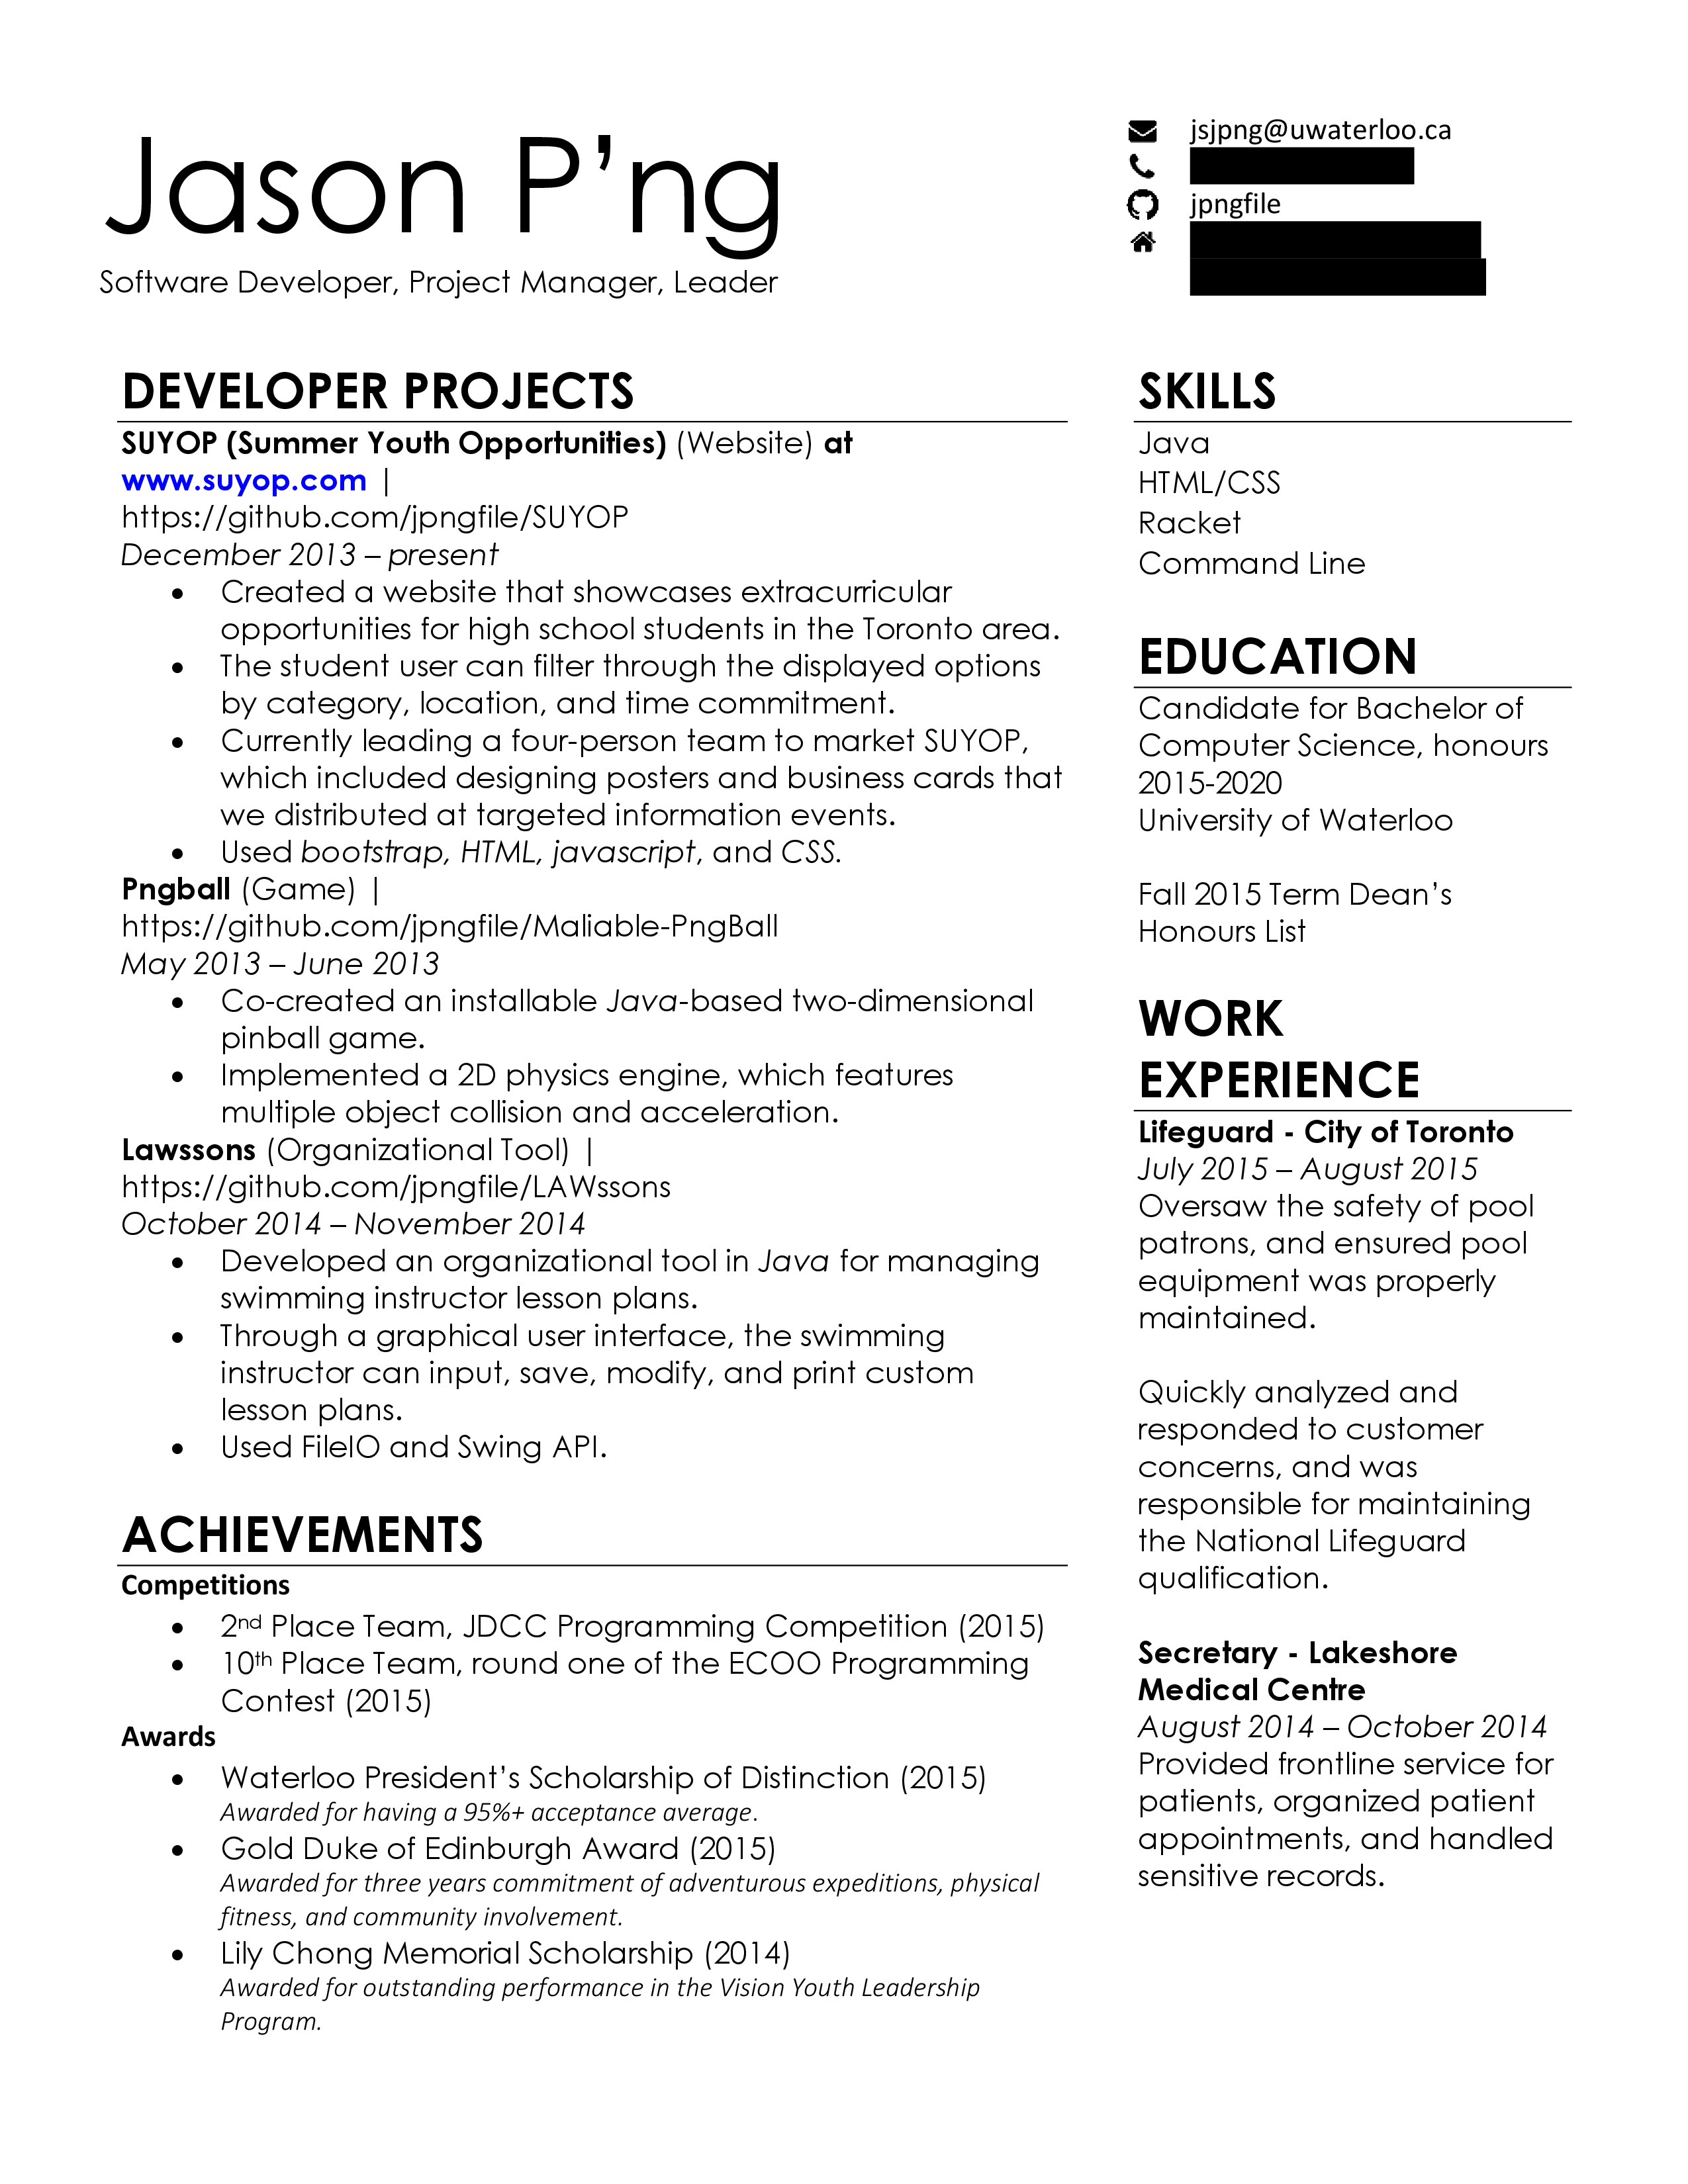 Jason P’ng
Software Developer, Project Manager, Leader
jsjpng@uwaterloo.ca
jpngfile
DEVELOPER PROJECTS
SUYOP (Summer Youth Opportunities) (Website) at
www.suyop.com |
https://github.com/jpngfile/SUYOP
December 2013 – present
• Created a website that showcases extracurricular
opportunities for high school students in the Toronto area.
• The student user can filter through the displayed options
by category, location, and time commitment.
• Currently leading a four-person team to market SUYOP,
which included designing posters and business cards that
we distributed at targeted information events.
• Used bootstrap, HTML, javascript, and CSS.
Pngball (Game) |
https://github.com/jpngfile/Maliable-PngBall
May 2013 – June 2013
• Co-created an installable Java-based two-dimensional
pinball game.
• Implemented a 2D physics engine, which features
multiple object collision and acceleration.
Lawssons (Organizational Tool) |
https://github.com/jpngfile/LAWssons
October 2014 – November 2014
• Developed an organizational tool in Java for managing
swimming instructor lesson plans.
• Through a graphical user interface, the swimming
instructor can input, save, modify, and print custom
lesson plans.
• Used FileIO and Swing API.
ACHIEVEMENTS
Competitions
• 2nd Place Team, JDCC Programming Competition (2015)
• 10th Place Team, round one of the ECOO Programming
Contest (2015)
Awards
• Waterloo President’s Scholarship of Distinction (2015)
Awarded for having a 95%+ acceptance average.
• Gold Duke of Edinburgh Award (2015)
Awarded for three years commitment of adventurous expeditions, physical
fitness, and community involvement.
• Lily Chong Memorial Scholarship (2014)
Awarded for outstanding performance in the Vision Youth Leadership
Program.
SKILLS
Java
HTML/CSS
Racket
Command Line
EDUCATION
Candidate for Bachelor of
Computer Science, honours
2015-2020
University of Waterloo
Fall 2015 Term Dean’s
Honours List
WORK
EXPERIENCE
Lifeguard - City of Toronto
July 2015 – August 2015
Oversaw the safety of pool
patrons, and ensured pool
equipment was properly
maintained.
Quickly analyzed and
responded to customer
concerns, and was
responsible for maintaining
the National Lifeguard
qualification.
Secretary - Lakeshore
Medical Centre
August 2014 – October 2014
Provided frontline service for
patients, organized patient
appointments, and handled
sensitive records.